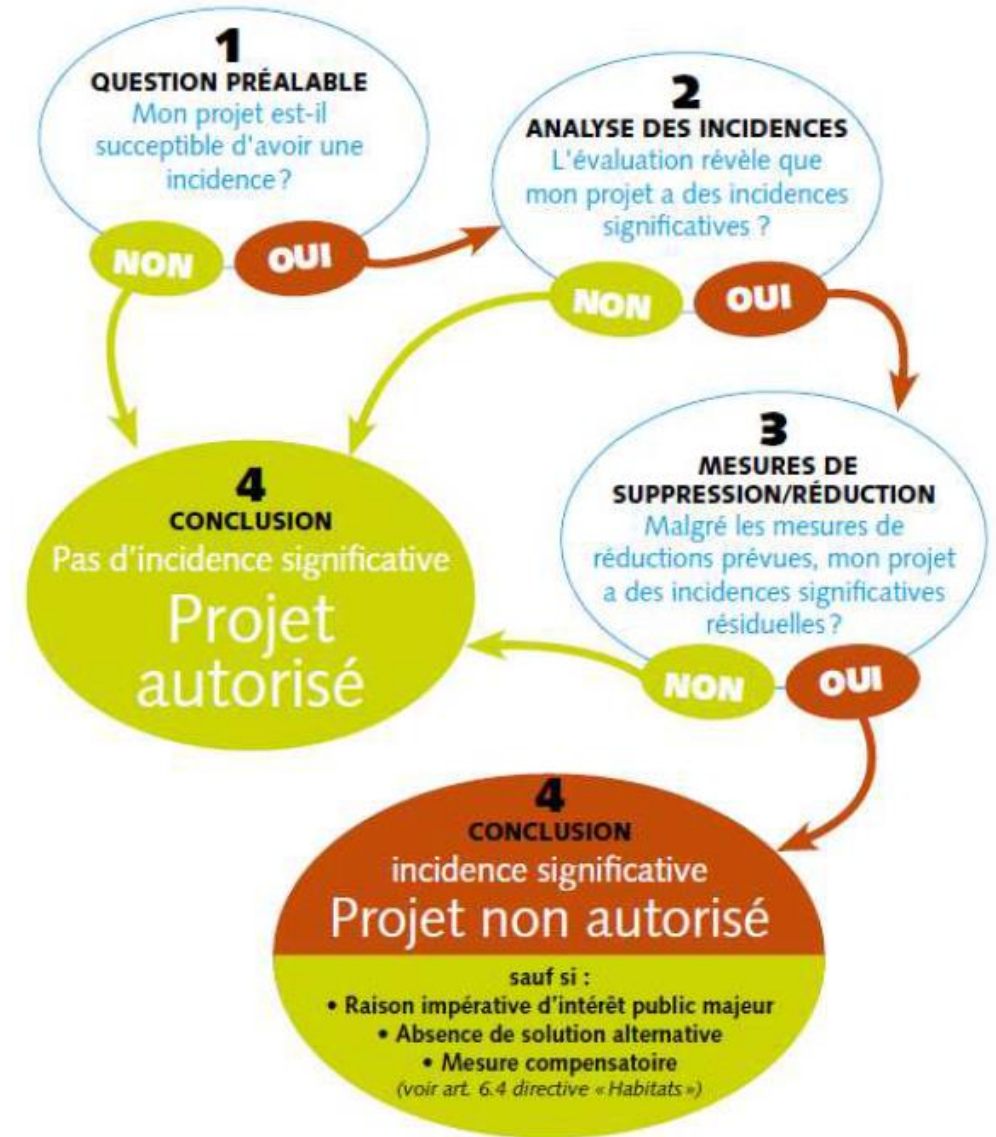 1
QUESTION PRÉALABLE
Mon projet est-il
succeptible d'avoir une
incidence ?
NON
OUI
2
ANALYSE DES INCIDENCES
L'évaluation révèle que
mon projet a des incidences
significatives ?
NON
OUI
3
MESURES DE
SUPPRESSION/RÉDUCTION
Malgré les mesures de
réductions prévues, mon projet
a des incidences significatives
résiduelles ?
NON
OUI
4
CONCLUSION
Pas d'incidence significative
Projet
autorisé
4
CONCLUSION
incidence significative
Projet non autorisé
sauf si :
• Raison impérative d'intérêt public majeur
• Absence de solution alternative
• Mesure compensatoire
(voir art. 6.4 directive « Habitats »)